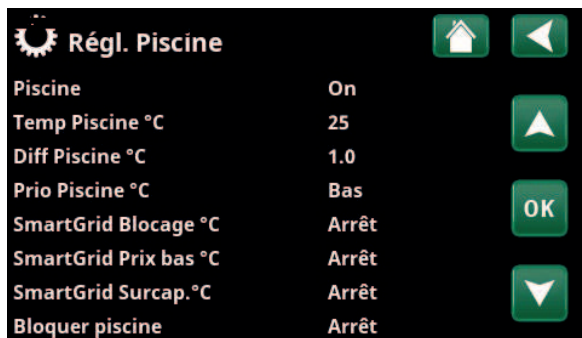 Régl. Piscine
Piscine On
Temp Piscine °C 25
Diff Piscine °C 1.0
Prio Piscine °C Bas
OK
SmartGrid Blocage °C Arrêt
SmartGrid Prix bas °C Arrêt
SmartGrid Surcap.°C Arrêt
Bloquer piscine Arrêt